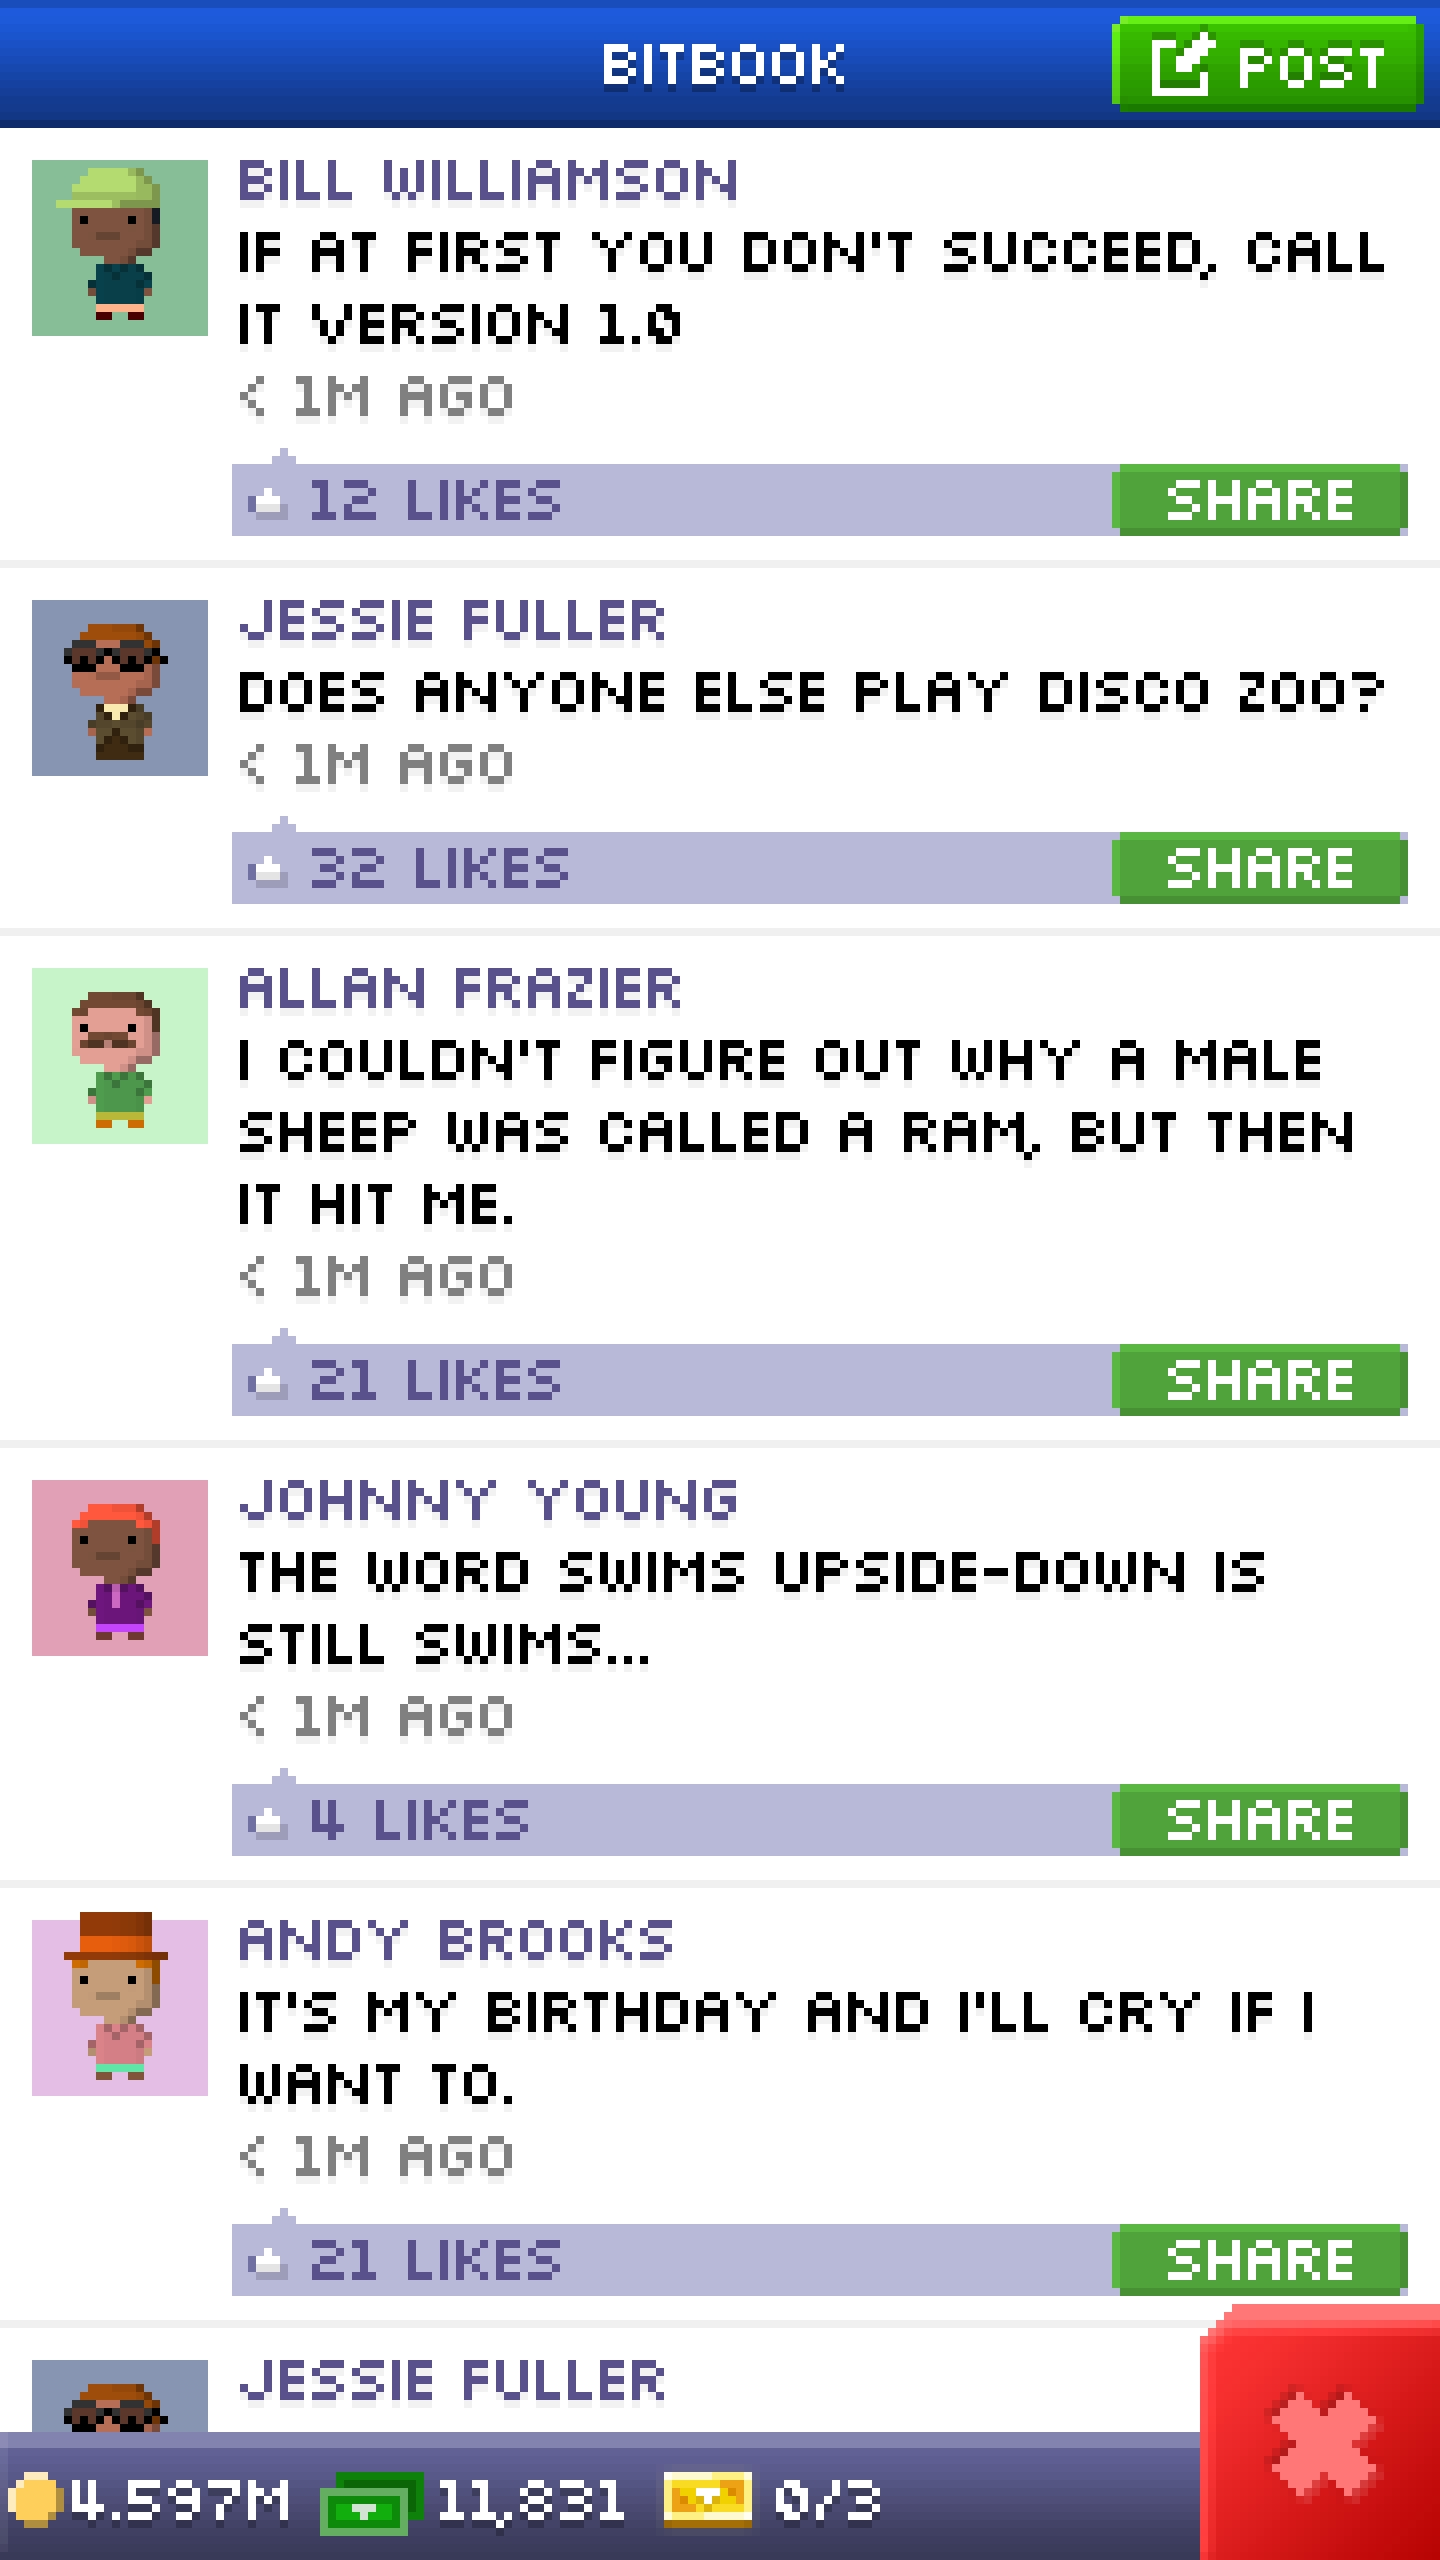 BITBOOK
POST
BILL WILLIAMSON
IF AT FIRST YOU DON'T SUCCEED, CALL
IT VERSION 1.0
< 1M AGO
12 LIKES
SHARE
JESSIE FULLER
DOES ANYONE ELSE PLAY DISCO ZOO?
< 1M AGO
32 LIKES
SHARE
ALLAN FRAZIER
I COULDN'T FIGURE OUT WHY A MALE
SHEEP WAS CALLED A RAM, BUT THEN
IT HIT ME.
< 1M AGO
21 LIKES
SHARE
JOHNNY YOUNG
THE WORD SWIMS UPSIDE-DOWN IS
STILL SWIMS...
< 1M AGO
4 LIKES
SHARE
ANDY BROOKS
IT'S MY BIRTHDAY AND I'LL CRY IF I
WANT TO.
< 1M AGO
21 LIKES
SHARE
JESSIE FULLER
4.597M
11,831
0/3